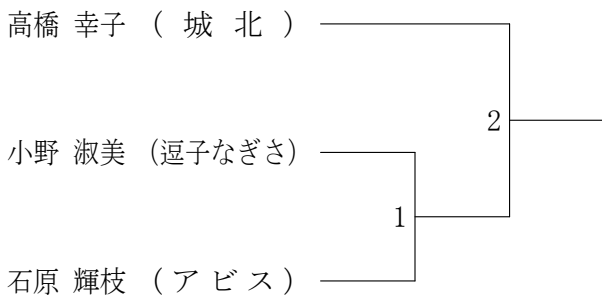 高橋 幸子 (城北)
2
小野 淑美 (逗子なぎさ)
1
石原 輝枝 (アビス)